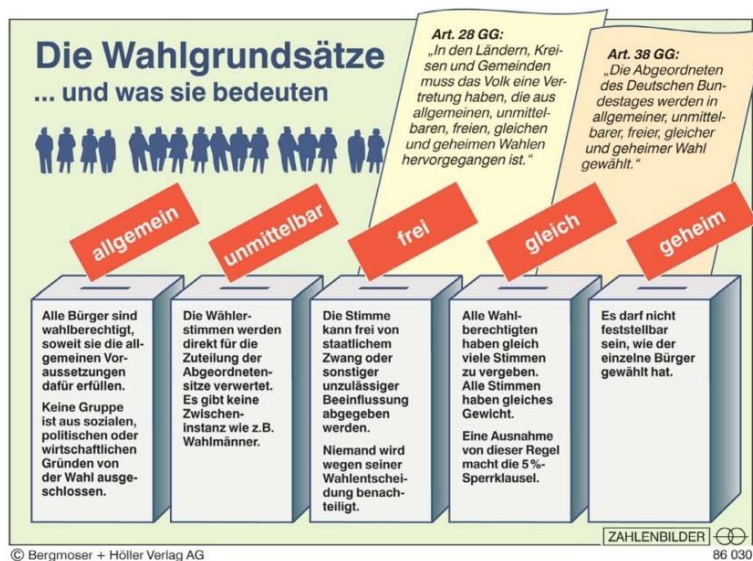 Die Wahlgrundsätze
... und was sie bedeuten
Art. 28 GG:
„In den Ländern, Krei-
sen und Gemeinden
muss das Volk eine Ver-
tretung haben, die aus
allgemeinen, unmittel-
baren, freien, gleichen
und geheimen Wahlen
hervorgegangen ist.“
Art. 38 GG:
„Die Abgeordneten
des Deutschen Bun-
destages werden in
allgemeiner, unmittel-
barer, freier, gleicher
und geheimer Wahl
gewählt.“
allgemein
Alle Bürger sind
wahlberechtigt,
soweit sie die all-
gemeinen Vor-
aussetzungen
dafür erfüllen.
Keine Gruppe
ist aus sozialen,
politischen oder
wirtschaftlichen
Gründen von
der Wahl ausge-
schlossen.
unmittelbar
Die Wähler-
stimmen werden
direkt für die
Zuteilung der
Abgeordneten-
sitze verwertet.
Es gibt keine
Zwischen-
instanz wie z.B.
Wahlmänner.
frei
Die Stimme
kann frei von
staatlichem
Zwang oder
sonstiger
unzulässiger
Beeinflussung
abgegeben
werden.
Niemand wird
wegen seiner
Wahlentschei-
dung benach-
teiligt.
gleich
Alle Wahl-
berechtigten
haben gleich
viele Stimmen
zu vergeben.
Alle Stimmen
haben gleiches
Gewicht.
Eine Ausnahme
von dieser Regel
macht die 5%-
Sperrklausel.
geheim
Es darf nicht
feststellbar
sein, wie der
einzelne Bürger
gewählt hat.
ZAHLENBILDER
© Bergmoser + Höller Verlag AG
86 030